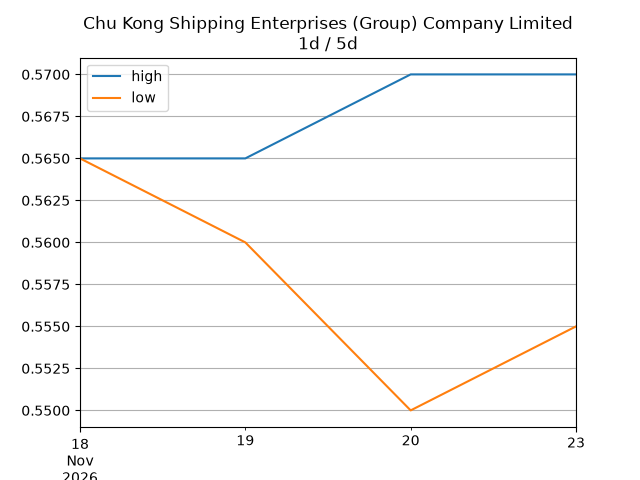 Chu Kong Shipping Enterprises (Group) Company Limited
1d / 5d
high
low
0.5700
0.5675
0.5650
0.5625
0.5600
0.5575
0.5550
0.5525
0.5500
18
Nov
2026
19
20
23